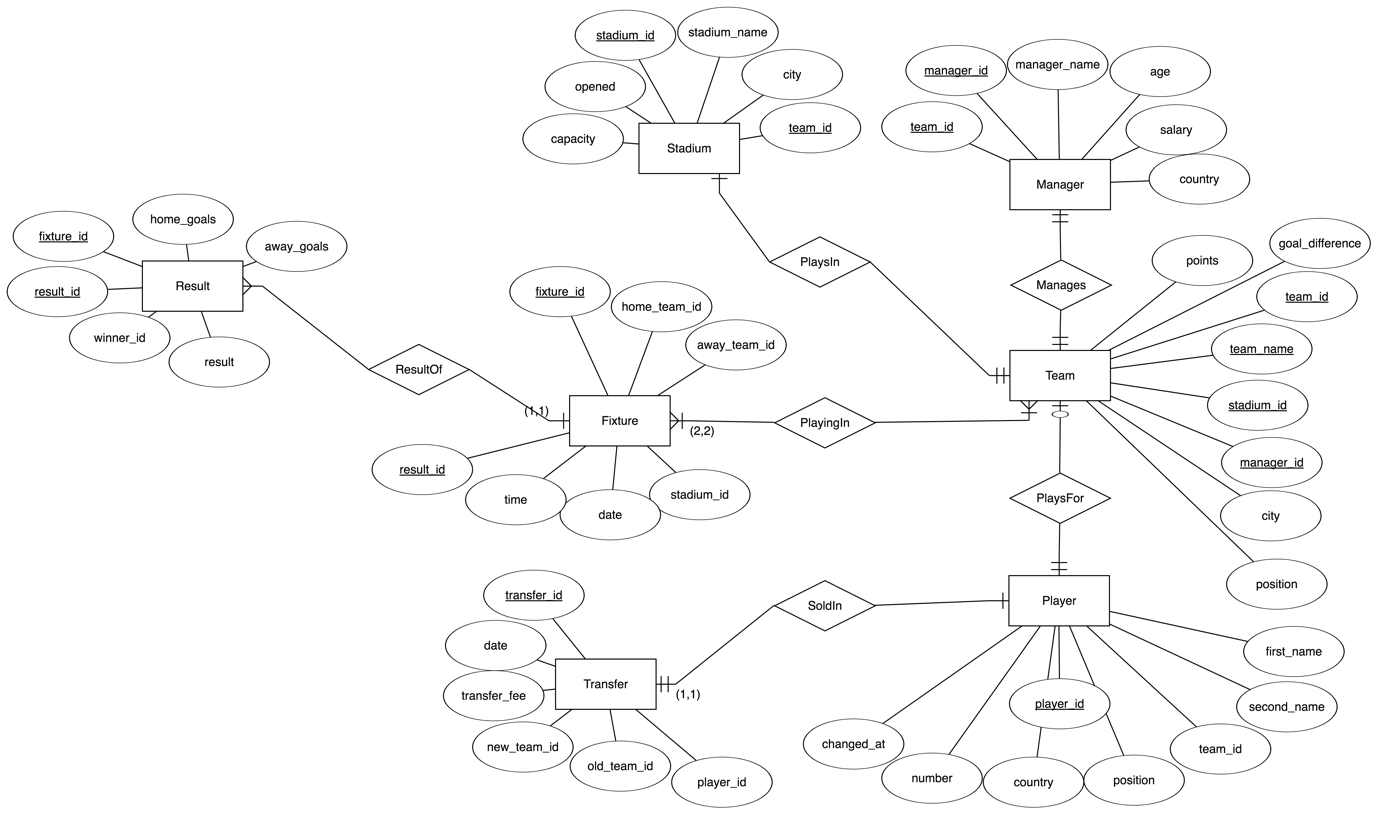 stadium_id
stadium_name
opened
city
capacity
team_id
Stadium
manager_id
manager_name
age
team_id
salary
country
Manager
home_goals
fixture_id
away_goals
result_id
Result
winner_id
result
PlaysIn
Manages
points
goal_difference
team_id
team_name
stadium_id
manager_id
city
position
Team
fixture_id
home_team_id
away_team_id
ResultOf
(1,1)
Fixture
(2,2)
PlayingIn
result_id
time
date
stadium_id
PlaysFor
transfer_id
date
transfer_fee
Transfer
(1,1)
new_team_id
old_team_id
player_id
SoldIn
Player
first_name
second_name
player_id
team_id
changed_at
number
country
position